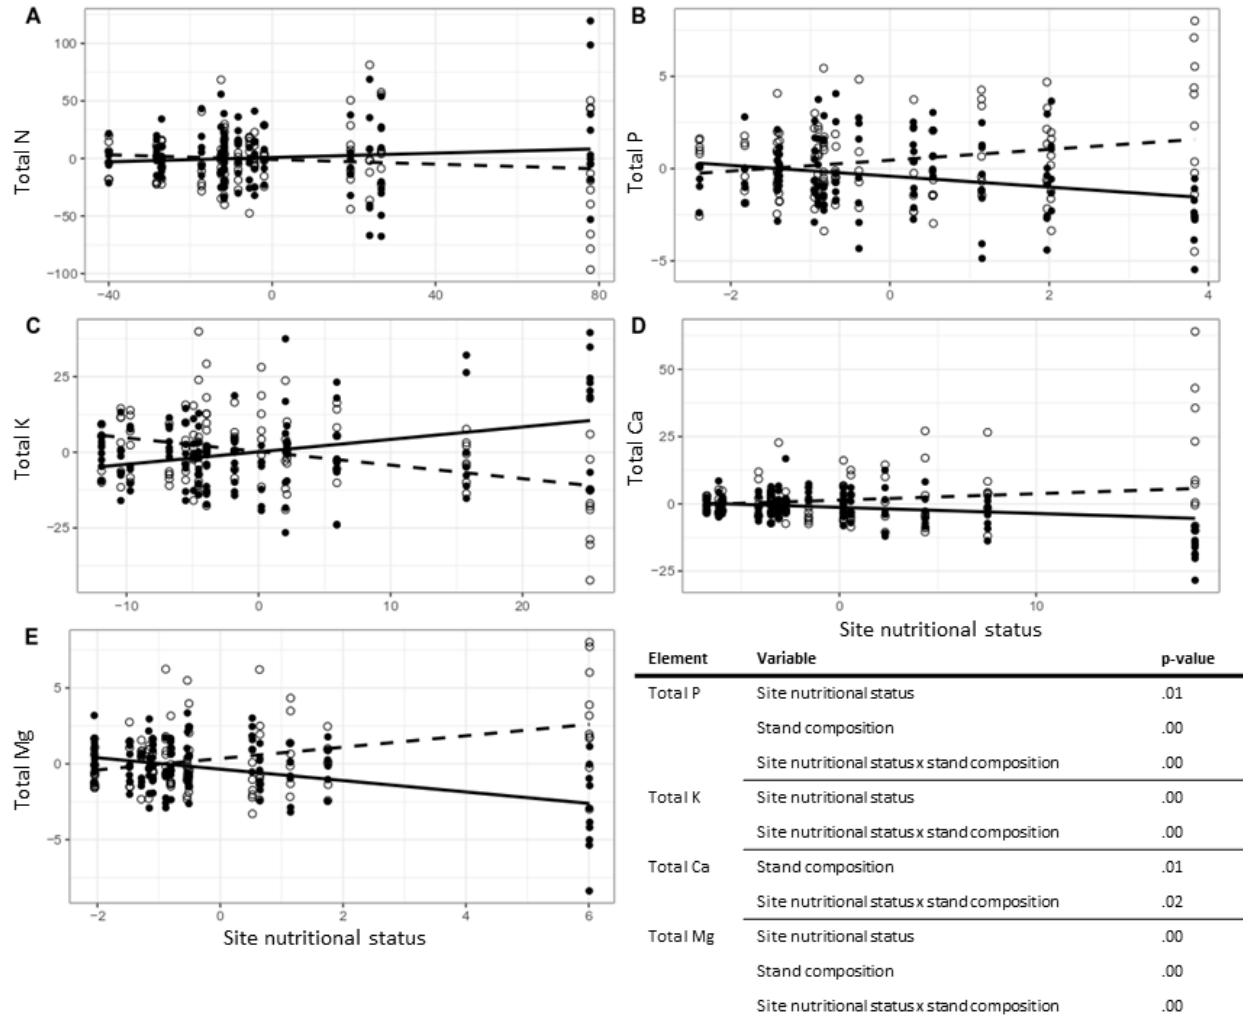 A
Total N
100
50
0
−50
−100
−40 0 40 80
B
Total P
5
0
−5
−2 0 2 4
C
Total K
25
0
−25
−10 0 10 20
D
Total Ca
50
25
0
−25
0 10
Site nutritional status
E
Total Mg
5
0
−5
−2 0 2 4 6
Site nutritional status
Element Variable p-value
Total P Site nutritional status .01
Stand composition .00
Site nutritional status x stand composition .00
Total K Site nutritional status .00
Site nutritional status x stand composition .00
Total Ca Stand composition .01
Site nutritional status x stand composition .02
Total Mg Site nutritional status .00
Stand composition .00
Site nutritional status x stand composition .00